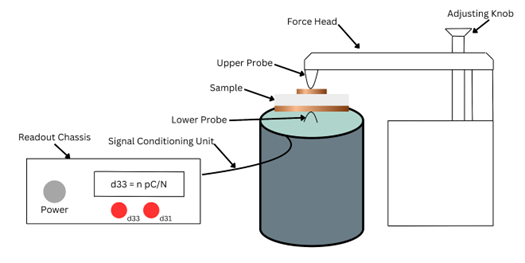 Adjusting Knob
Force Head
Upper Probe
Sample
Lower Probe
Readout Chassis
Signal Conditioning Unit
d33 = n pC/N
Power
d33
d31